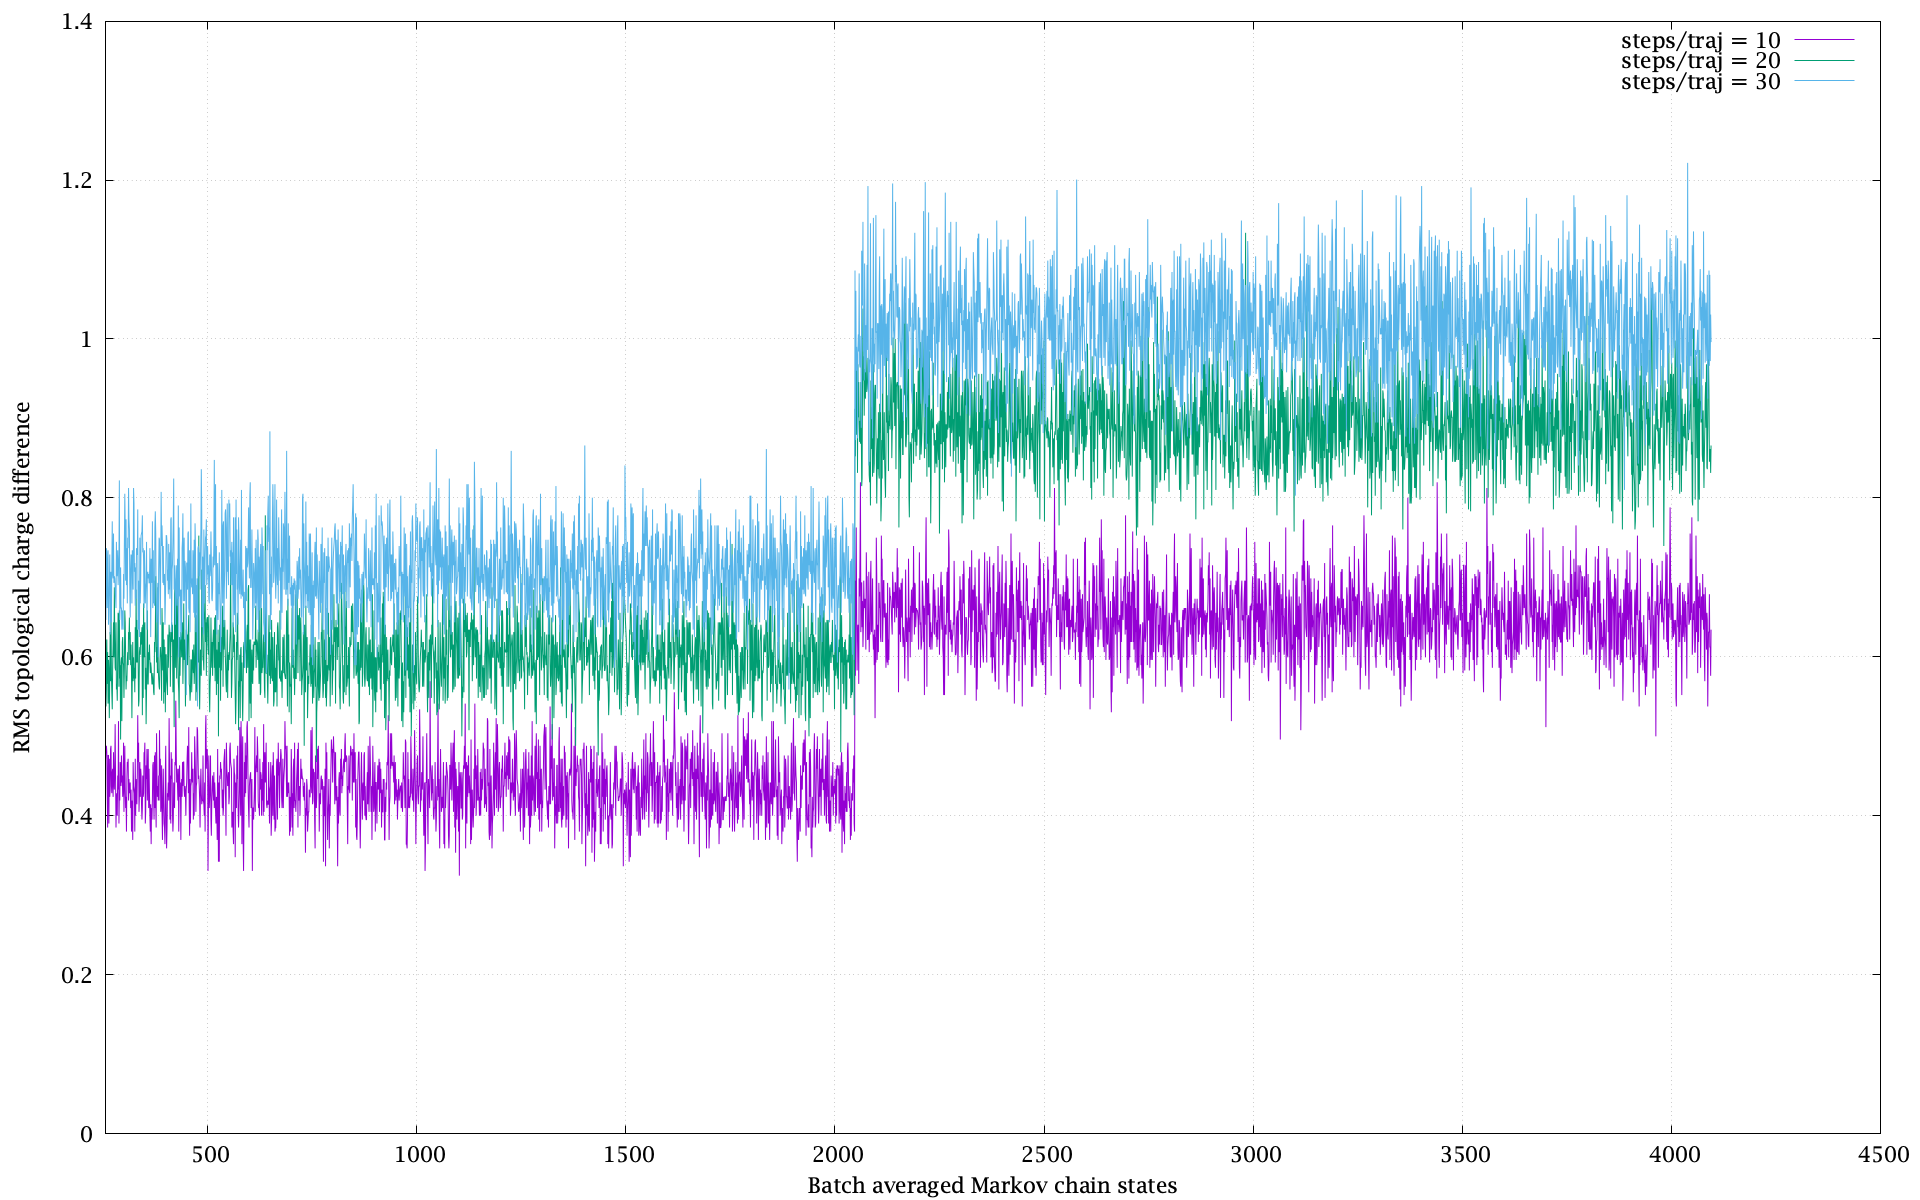 1.4
1.2
1
0.8
0.6
0.4
0.2
0
500 1000 1500 2000 2500 3000 3500 4000 4500
RMS topological charge difference
Batch averaged Markov chain states
steps/traj = 10
steps/traj = 20
steps/traj = 30